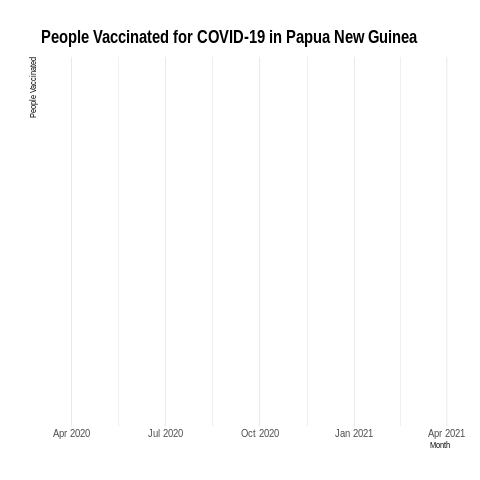 People Vaccinated for COVID-19 in Papua New Guinea
People Vaccinated
Apr 2020 Jul 2020 Oct 2020 Jan 2021 Apr 2021
Month